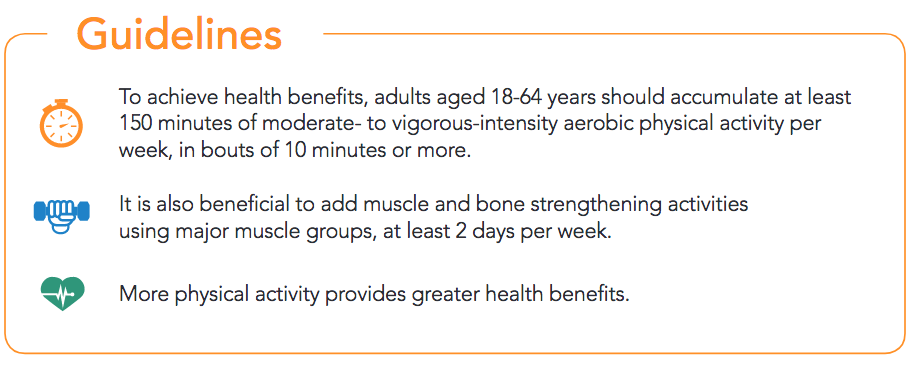 Guidelines
To achieve health benefits, adults aged 18-64 years should accumulate at least
150 minutes of moderate- to vigorous-intensity aerobic physical activity per
week, in bouts of 10 minutes or more.
It is also beneficial to add muscle and bone strengthening activities
using major muscle groups, at least 2 days per week.
More physical activity provides greater health benefits.